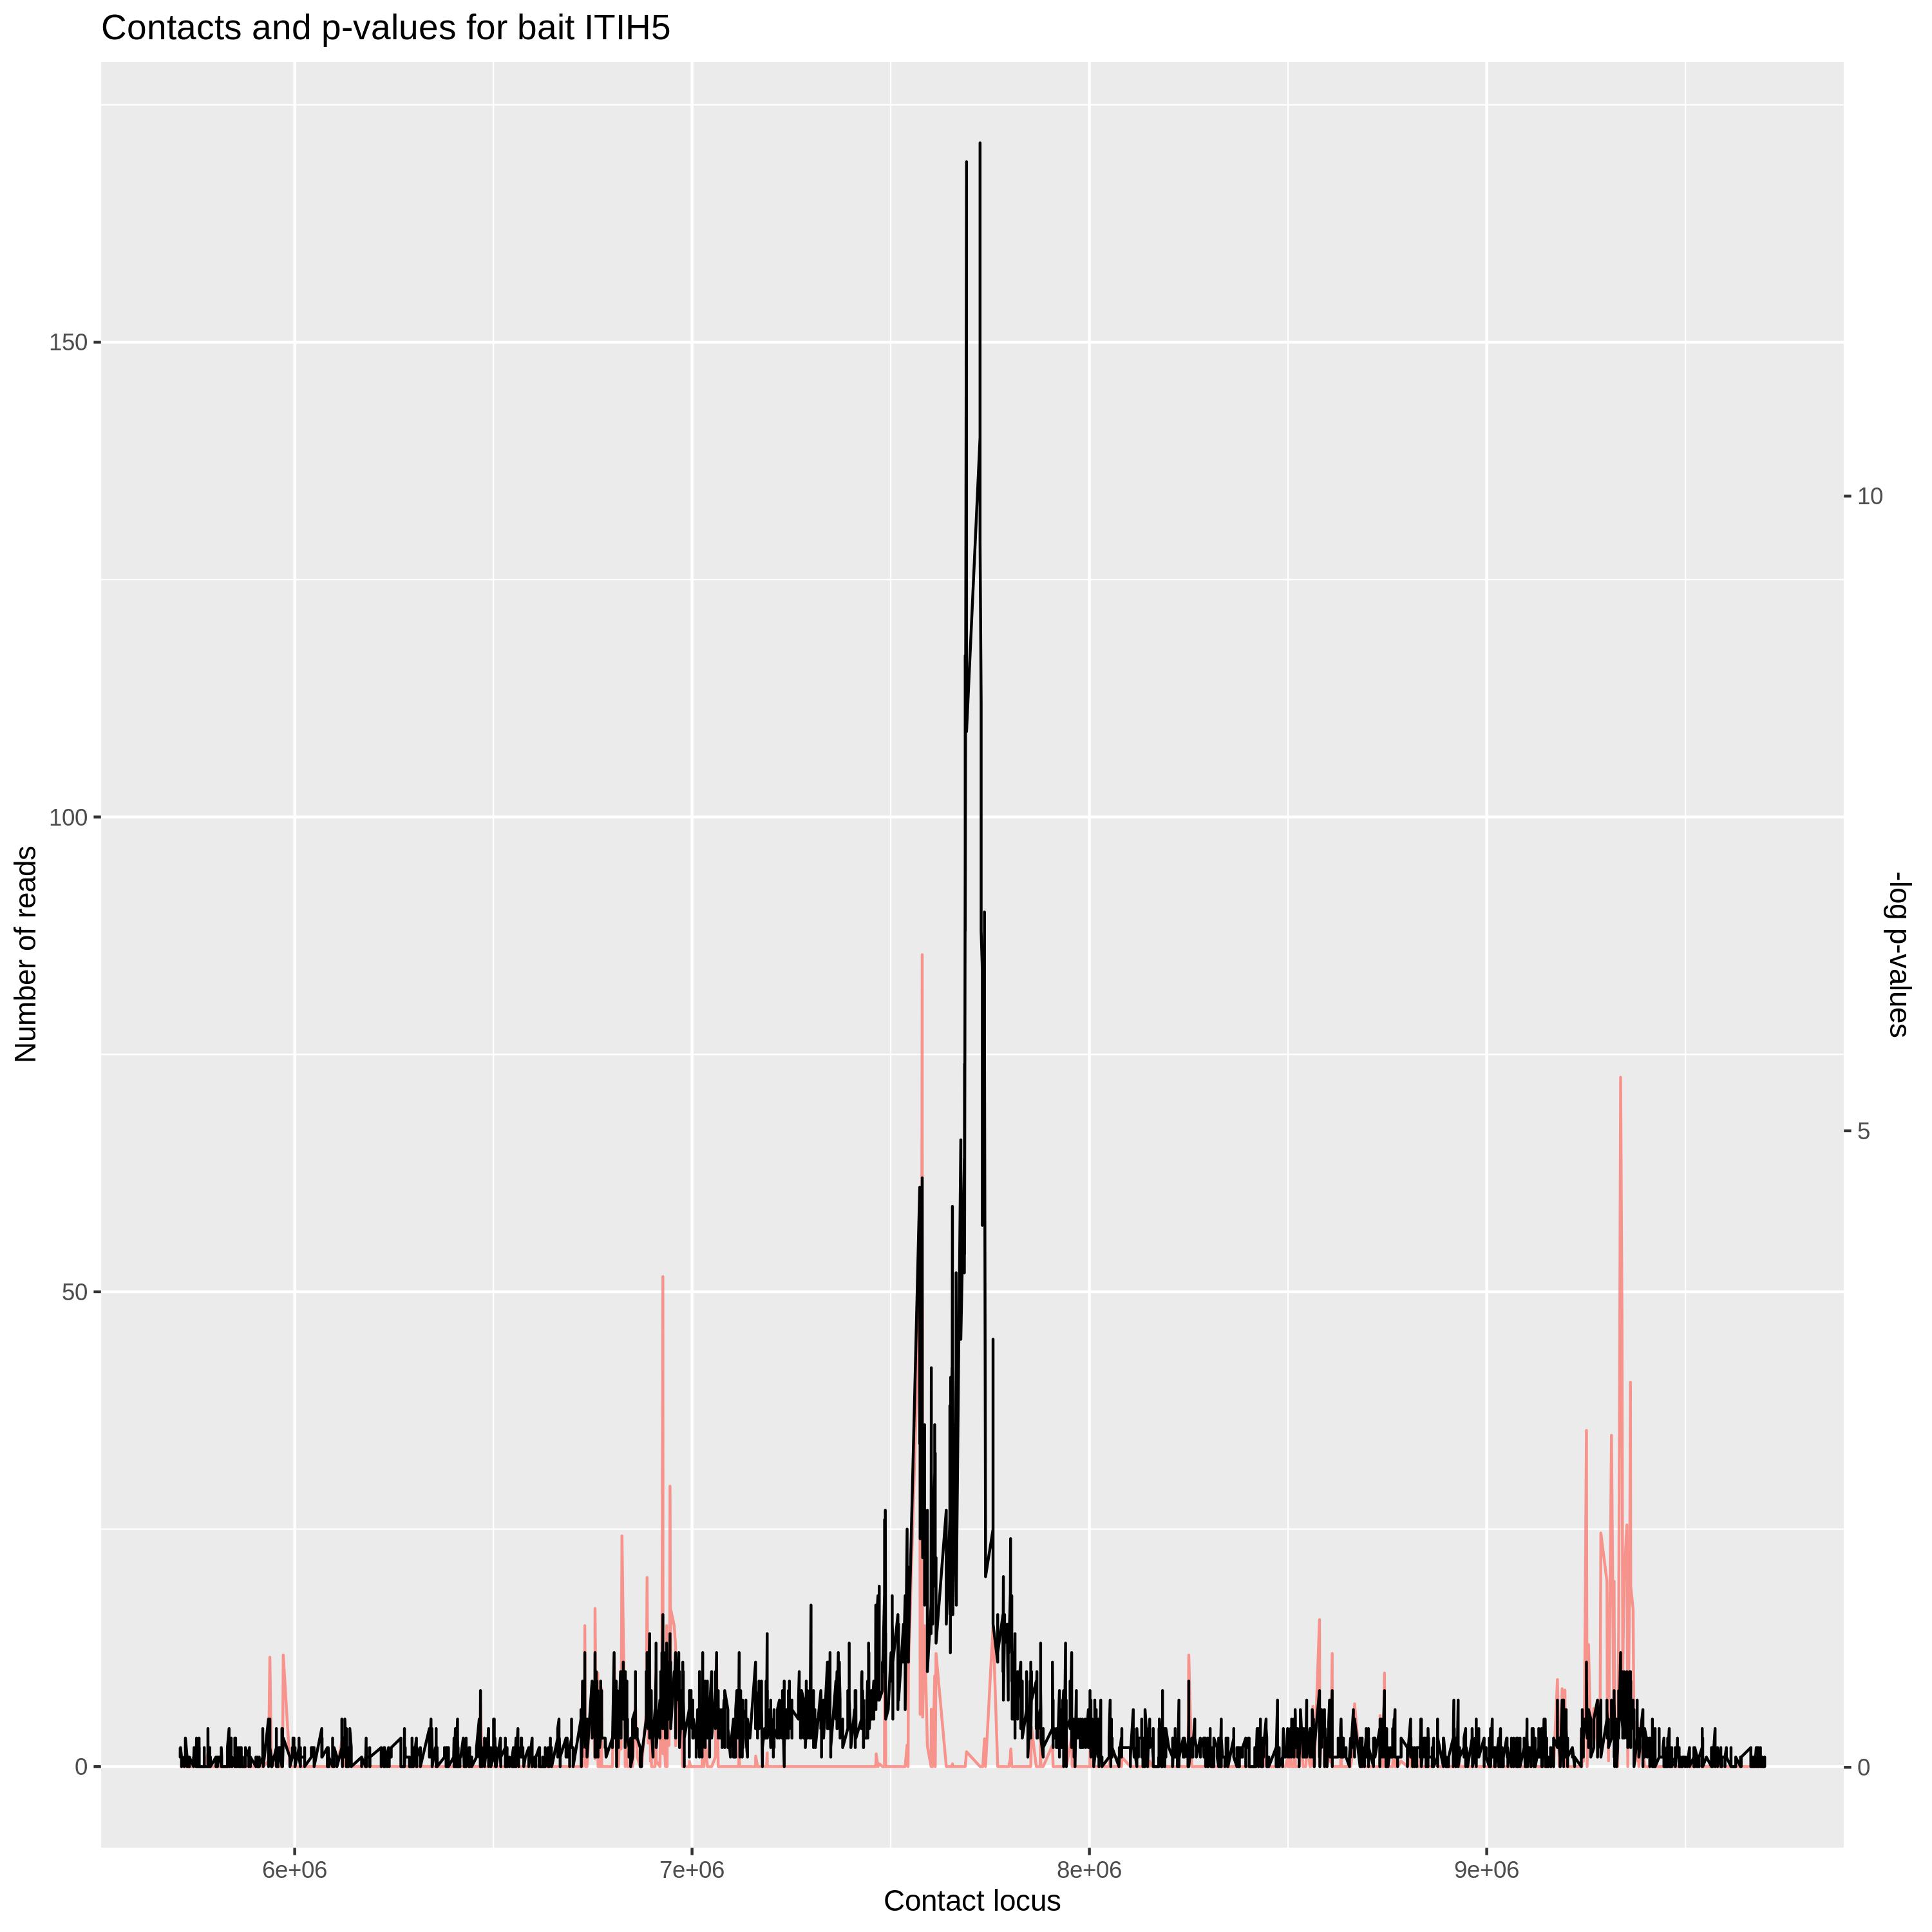 Contacts and p-values for bait ITIH5
150
100
50
0
Number of reads
10
5
0
-log p-values
6e+06
7e+06
8e+06
9e+06
Contact locus